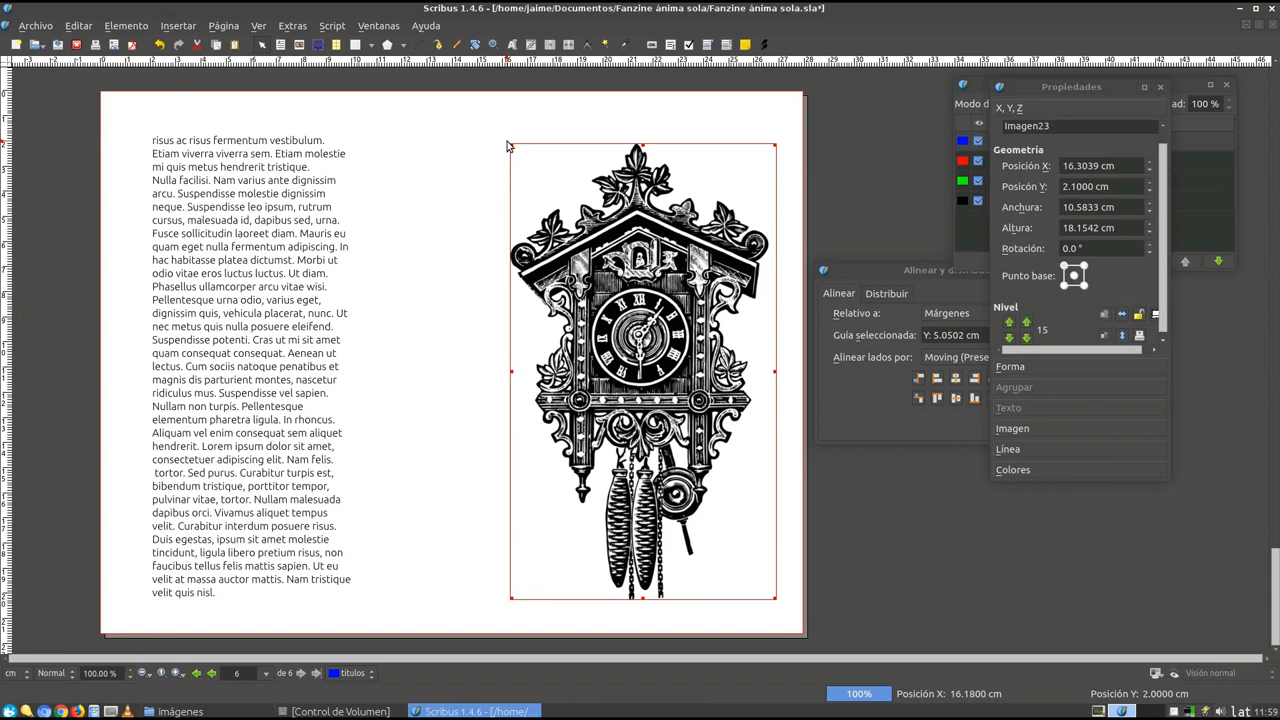 Scribus 1.4.6 - [/home/jaime/Documentos/Fanzine ànima sola/Fanzine ànima sola.sla*]
Archivo Editar Elemento Insertar Página Ver Extras Script Ventanas Ayuda
risus ac risus fermentum vestibulum.
Etiam viverra viverra sem. Etiam molestie
mi quis metus hendrerit tristique.
Nulla facilisi. Nam varius ante dignissim
arcu. Suspendisse molestie dignissim
neque. Suspendisse leo ipsum, rutrum
cursus, malesuada id, dapibus sed, urna.
Fusce sollicitudin laoreet diam. Mauris eu
quam eget nulla fermentum adipiscing. In
hac habitasse platea dictumst. Morbi ut
odio vitae eros luctus luctus. Ut diam.
Phasellus ullamcorper arcu vitae wisi.
Pellentesque urna odio, varius eget,
dignissim quis, vehicula placerat, nunc. Ut
nec metus quis nulla posuere eleifend.
Suspendisse potenti. Cras ut mi sit amet
quam consequat consequat. Aenean ut
lectus. Cum sociis natoque penatibus et
magnis dis parturient montes, nascetur
ridiculus mus. Suspendisse vel sapien.
Nullam non turpis. Pellentesque
elementum pharetra ligula. In rhoncus.
Aliquam vel enim consequat sem aliquet
hendrerit. Lorem ipsum dolor sit amet,
consectetuer adipiscing elit. Nam felis.
tortor. Sed purus. Curabitur turpis est,
bibendum tristique, porttitor tempor,
pulvinar vitae, tortor. Nullam malesuada
dapibus orci. Vivamus aliquet tempus
velit. Curabitur interdum posuere risus.
Duis egestas, ipsum sit amet molestie
tincidunt, ligula libero pretium risus, non
faucibus tellus felis mattis sapien. Ut eu
velit at massa auctor mattis. Nam tristique
velit quis nisl.
Modo d
ad: 100 %
Propiedades
X, Y, Z
Imagen23
Geometría
Posición X: 16.3039 cm
Posicón Y: 2.1000 cm
Anchura: 10.5833 cm
Altura: 18.1542 cm
Rotación: 0.0 °
Punto base:
Nivel
15
Forma
Agrupar
Texto
Imagen
Línea
Colores
Alinear y distribu
Alinear Distribuir
Relativo a: Márgenes
Guía seleccionada: Y: 5.0502 cm
Alinear lados por: Moving (Prese
cm Normal 100.00 % 6 de 6 titulos Visión normal
100% Posición X: 16.1800 cm Posición Y: 2.0000 cm
imágenes [Control de Volumen] Scribus 1.4.6 - [/home/... lat 11:59